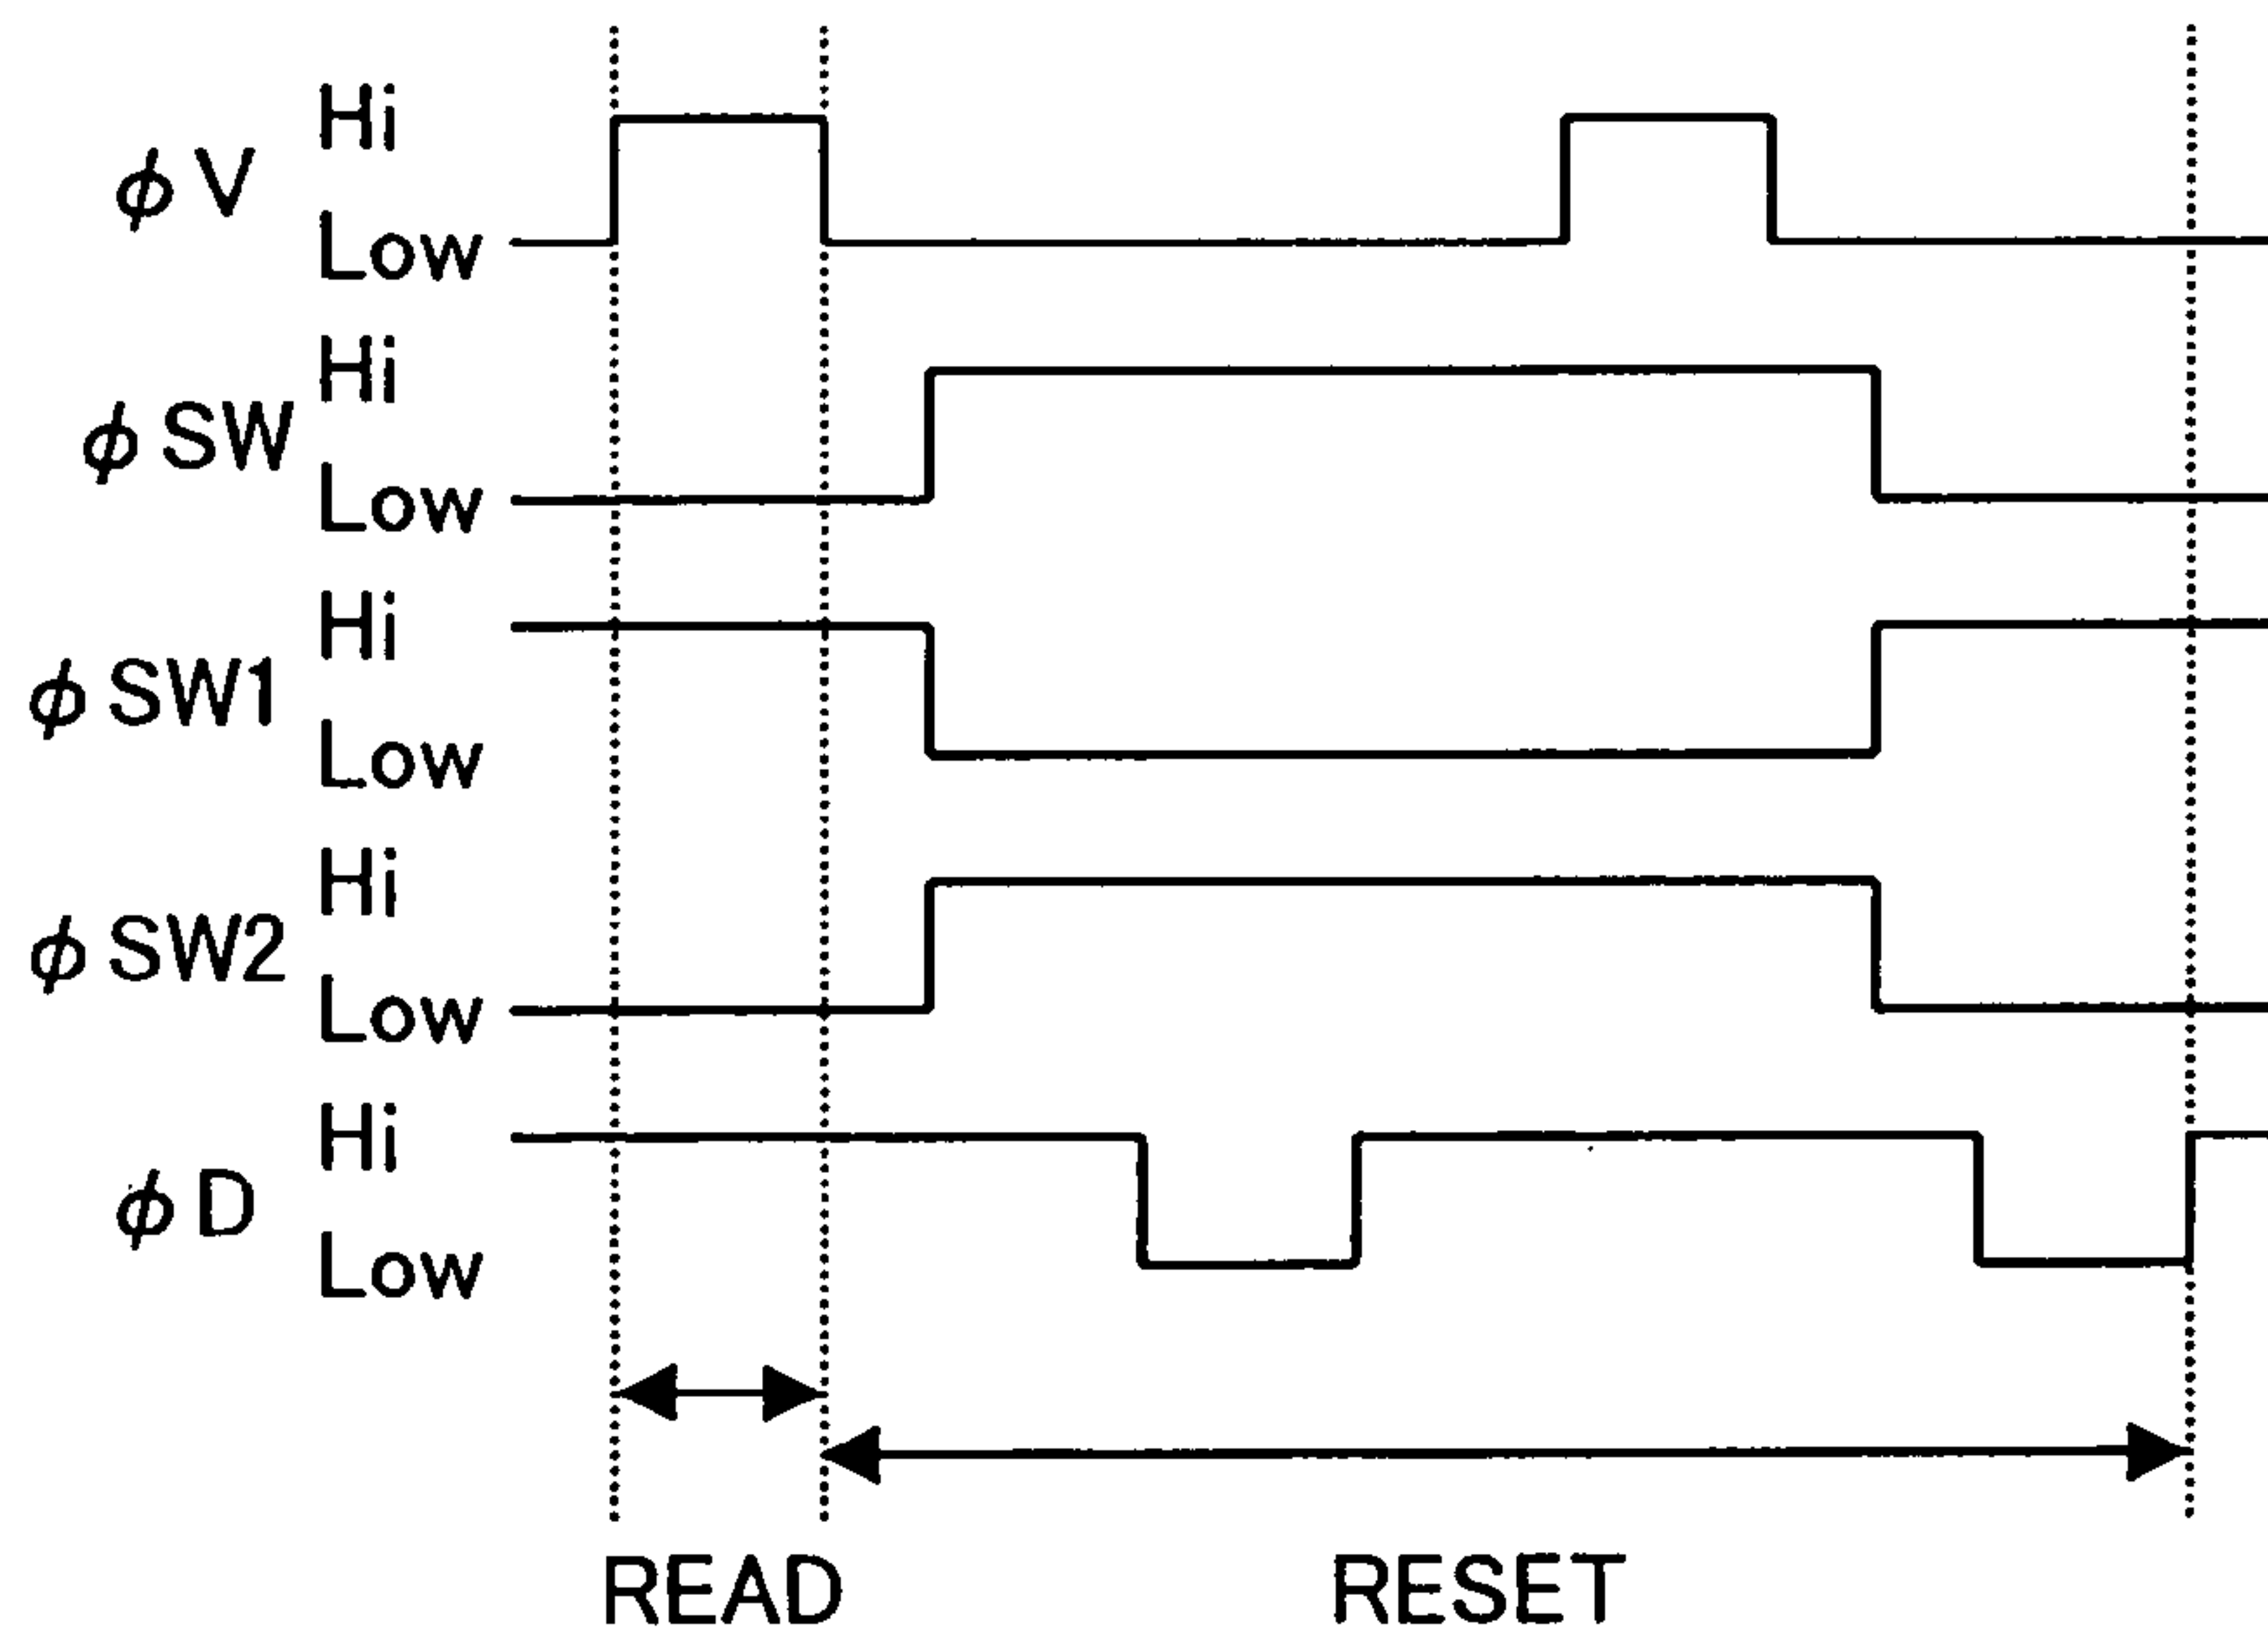 Hi
φV
Low
Hi
φSW
Low
Hi
φSW1
Low
Hi
φSW2
Low
Hi
φD
Low
READ RESET